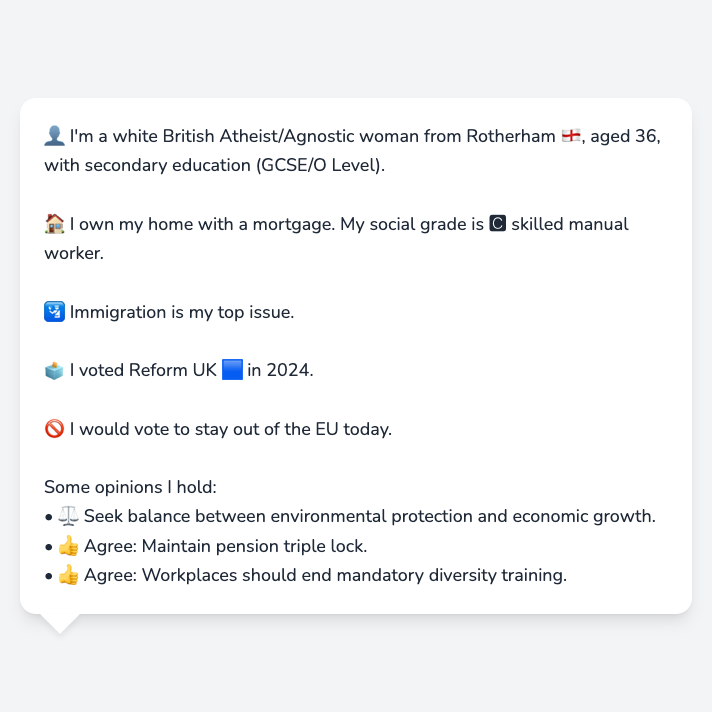 👤 I'm a white British Atheist/Agnostic woman from Rotherham 🏴󠁧󠁢󠁥󠁮󠁧󠁿, aged 36,
with secondary education (GCSE/O Level).
🏠 I own my home with a mortgage. My social grade is 🅲 skilled manual
worker.
🛂 Immigration is my top issue.
🗳️ I voted Reform UK 🟦 in 2024.
🚫 I would vote to stay out of the EU today.
Some opinions I hold:
• ⚖️ Seek balance between environmental protection and economic growth.
• 👍 Agree: Maintain pension triple lock.
• 👍 Agree: Workplaces should end mandatory diversity training.